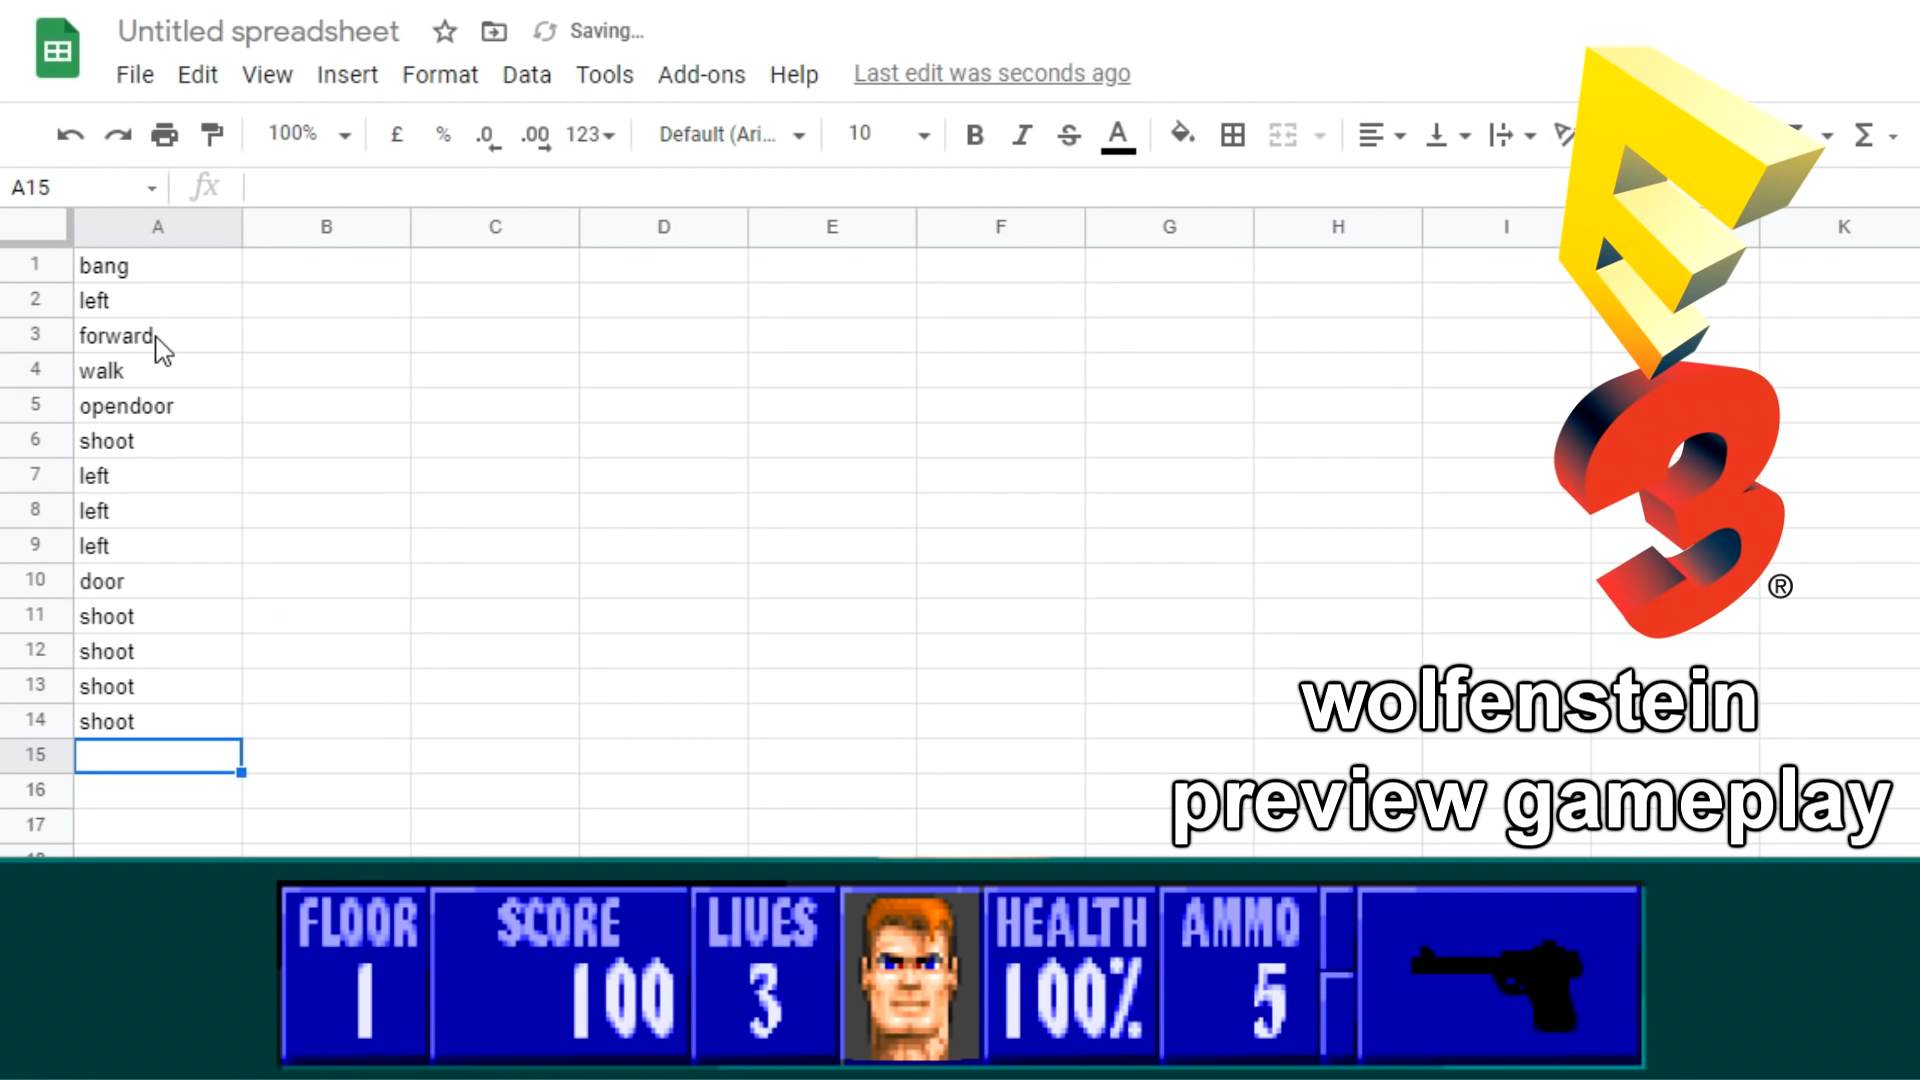 Untitled spreadsheet Saving...
File Edit View Insert Format Data Tools Add-ons Help Last edit was seconds ago
100% £ % .0 .00 123 Default (Ari... 10 B I S A Σ
A15 fx
A B C D E F G H I K
1 bang
2 left
3 forward
4 walk
5 opendoor
6 shoot
7 left
8 left
9 left
10 door
11 shoot
12 shoot
13 shoot
14 shoot
15
16
17
E3®
wolfenstein
preview gameplay
FLOOR SCORE LIVES HEALTH AMMO
1 100 3 100% 5